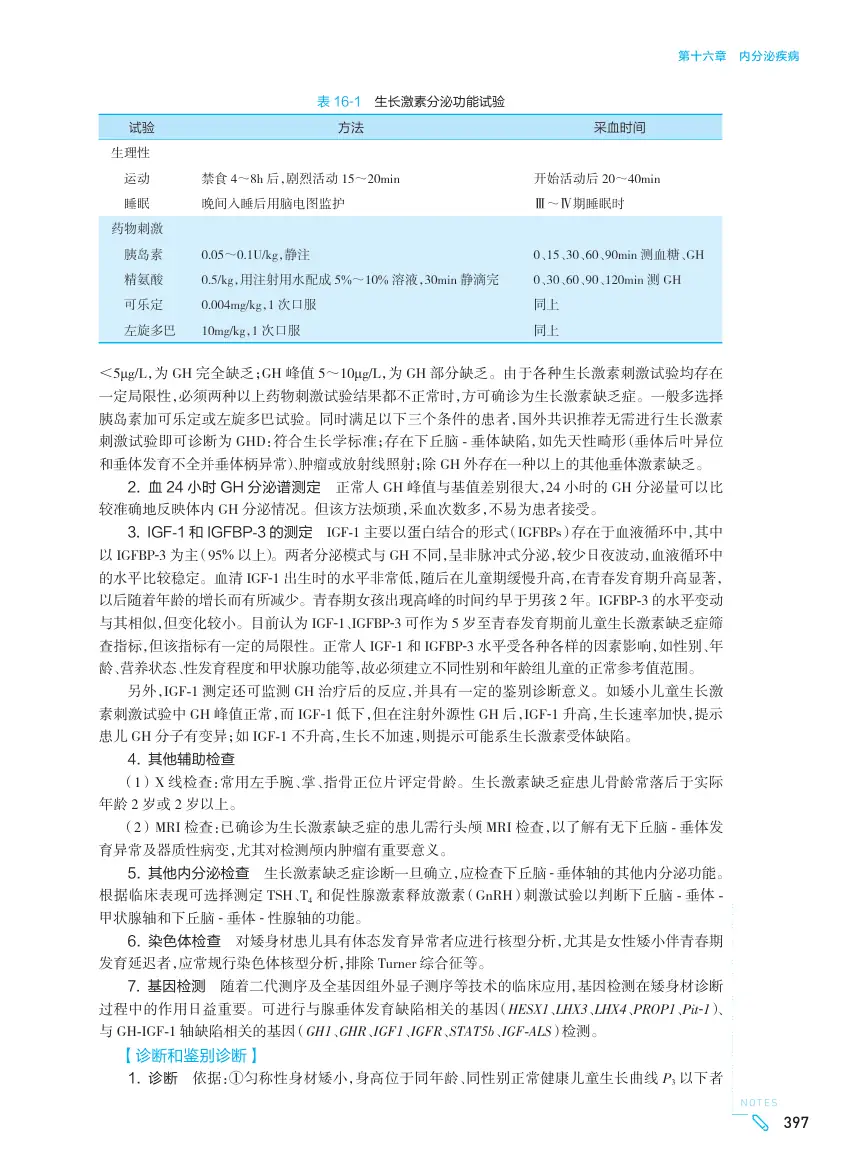 第十六章 内分泌疾病
表 16-1 生长激素分泌功能试验
试验 方法 采血时间
生理性
运动 禁食 4～8h 后,剧烈活动 15～20min 开始活动后 20～40min
睡眠 晚间入睡后用脑电图监护 Ⅲ～Ⅳ期睡眠时
药物刺激
胰岛素 0.05～0.1U/kg,静注 0、15、30、60、90min 测血糖、GH
精氨酸 0.5/kg,用注射用水配成 5%～10% 溶液,30min 静滴完 0、30、60、90、120min 测 GH
可乐定 0.004mg/kg,1 次口服 同上
左旋多巴 10mg/kg,1 次口服 同上
＜5μg/L,为 GH 完全缺乏;GH 峰值 5～10μg/L,为 GH 部分缺乏。由于各种生长激素刺激试验均存在
一定局限性,必须两种以上药物刺激试验结果都不正常时,方可确诊为生长激素缺乏症。一般多选择
胰岛素加可乐定或左旋多巴试验。同时满足以下三个条件的患者,国外共识推荐无需进行生长激素
刺激试验即可诊断为 GHD:符合生长学标准;存在下丘脑 - 垂体缺陷,如先天性畸形(垂体后叶异位
和垂体发育不全并垂体柄异常)、肿瘤或放射线照射;除 GH 外存在一种以上的其他垂体激素缺乏。
2. 血 24 小时 GH 分泌谱测定 正常人 GH 峰值与基值差别很大,24 小时的 GH 分泌量可以比
较准确地反映体内 GH 分泌情况。但该方法烦琐,采血次数多,不易为患者接受。
3. IGF-1 和 IGFBP-3 的测定 IGF-1 主要以蛋白结合的形式(IGFBPs)存在于血液循环中,其中
以 IGFBP-3 为主(95% 以上)。两者分泌模式与 GH 不同,呈非脉冲式分泌,较少日夜波动,血液循环中
的水平比较稳定。血清 IGF-1 出生时的水平非常低,随后在儿童期缓慢升高,在青春发育期升高显著,
以后随着年龄的增长而有所减少。青春期女孩出现高峰的时间约早于男孩 2 年。IGFBP-3 的水平变动
与其相似,但变化较小。目前认为 IGF-1、IGFBP-3 可作为 5 岁至青春发育期前儿童生长激素缺乏症筛
查指标,但该指标有一定的局限性。正常人 IGF-1 和 IGFBP-3 水平受各种各样的因素影响,如性别、年
龄、营养状态、性发育程度和甲状腺功能等,故必须建立不同性别和年龄组儿童的正常参考值范围。
另外,IGF-1 测定还可监测 GH 治疗后的反应,并具有一定的鉴别诊断意义。如矮小儿童生长激
素刺激试验中 GH 峰值正常,而 IGF-1 低下,但在注射外源性 GH 后,IGF-1 升高,生长速率加快,提示
患儿 GH 分子有变异;如 IGF-1 不升高,生长不加速,则提示可能系生长激素受体缺陷。
4. 其他辅助检查
(1)X 线检查:常用左手腕、掌、指骨正位片评定骨龄。生长激素缺乏症患儿骨龄常落后于实际
年龄 2 岁或 2 岁以上。
(2)MRI 检查:已确诊为生长激素缺乏症的患儿需行头颅 MRI 检查,以了解有无下丘脑 - 垂体发
育异常及器质性病变,尤其对检测颅内肿瘤有重要意义。
5. 其他内分泌检查 生长激素缺乏症诊断一旦确立,应检查下丘脑 - 垂体轴的其他内分泌功能。
根据临床表现可选择测定 TSH、T₄ 和促性腺激素释放激素(GnRH)刺激试验以判断下丘脑 - 垂体 -
甲状腺轴和下丘脑 - 垂体 - 性腺轴的功能。
6. 染色体检查 对矮身材患儿具有体态发育异常者应进行核型分析,尤其是女性矮小伴青春期
发育延迟者,应常规行染色体核型分析,排除 Turner 综合征等。
7. 基因检测 随着二代测序及全基因组外显子测序等技术的临床应用,基因检测在矮身材诊断
过程中的作用日益重要。可进行与腺垂体发育缺陷相关的基因(HESX1、LHX3、LHX4、PROP1、Pit-1)、
与 GH-IGF-1 轴缺陷相关的基因(GH1、GHR、IGF1、IGFR、STAT5b、IGF-ALS)检测。
【诊断和鉴别诊断】
1. 诊断 依据:①匀称性身材矮小,身高位于同年龄、同性别正常健康儿童生长曲线 P₃ 以下者
NOTES
397